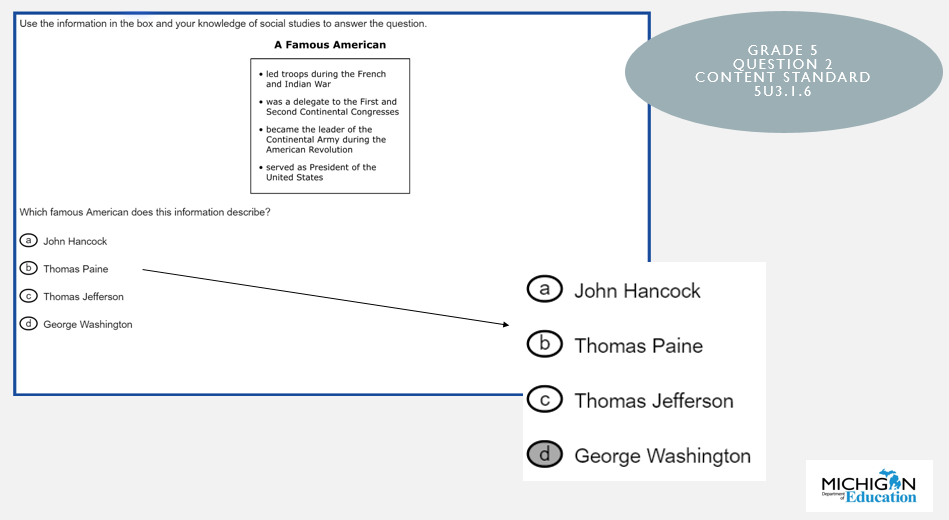 Use the information in the box and your knowledge of social studies to answer the question.
A Famous American
• led troops during the French
and Indian War
• was a delegate to the First and
Second Continental Congresses
• became the leader of the
Continental Army during the
American Revolution
• served as President of the
United States
Which famous American does this information describe?
a John Hancock
b Thomas Paine
c Thomas Jefferson
d George Washington
GRADE 5
QUESTION 2
CONTENT STANDARD
5U3.1.6
a John Hancock
b Thomas Paine
c Thomas Jefferson
d George Washington
MICHIGAN
Department of Education